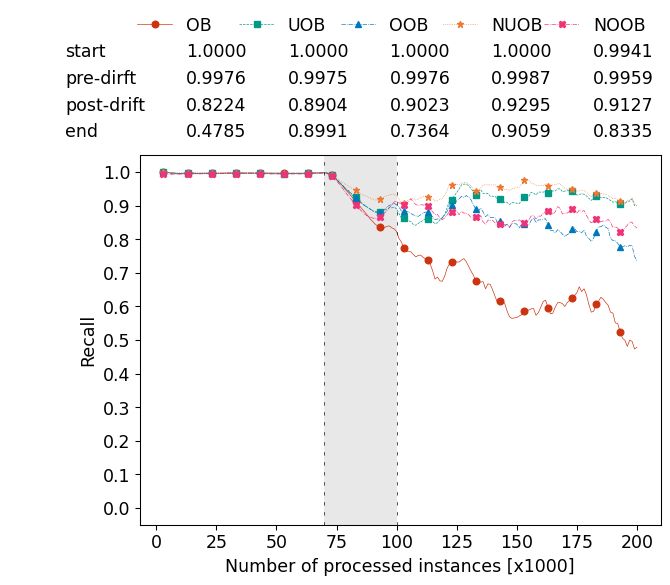 OB UOB OOB NUOB NOOB
start 1.0000 1.0000 1.0000 1.0000 0.9941
pre-dirft 0.9976 0.9975 0.9976 0.9987 0.9959
post-drift 0.8224 0.8904 0.9023 0.9295 0.9127
end 0.4785 0.8991 0.7364 0.9059 0.8335
1.0
0.9
0.8
0.7
0.6
0.5
0.4
0.3
0.2
0.1
0.0
Recall
0 25 50 75 100 125 150 175 200
Number of processed instances [x1000]